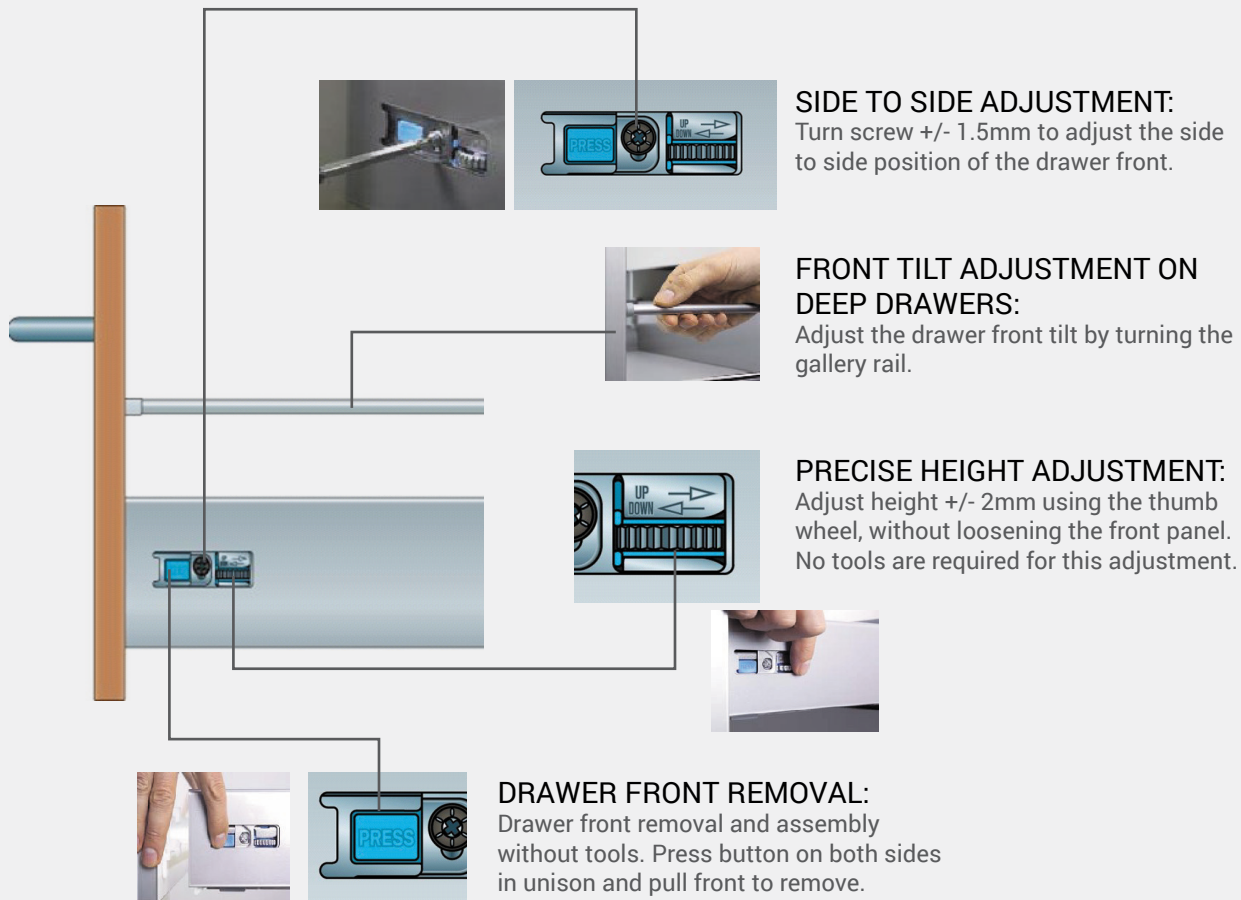 SIDE TO SIDE ADJUSTMENT:
Turn screw +/- 1.5mm to adjust the side
to side position of the drawer front.
UP
DOWN
PRESS
FRONT TILT ADJUSTMENT ON
DEEP DRAWERS:
Adjust the drawer front tilt by turning the
gallery rail.
PRECISE HEIGHT ADJUSTMENT:
Adjust height +/- 2mm using the thumb
wheel, without loosening the front panel.
No tools are required for this adjustment.
UP
DOWN
DRAWER FRONT REMOVAL:
Drawer front removal and assembly
without tools. Press button on both sides
in unison and pull front to remove.
PRESS